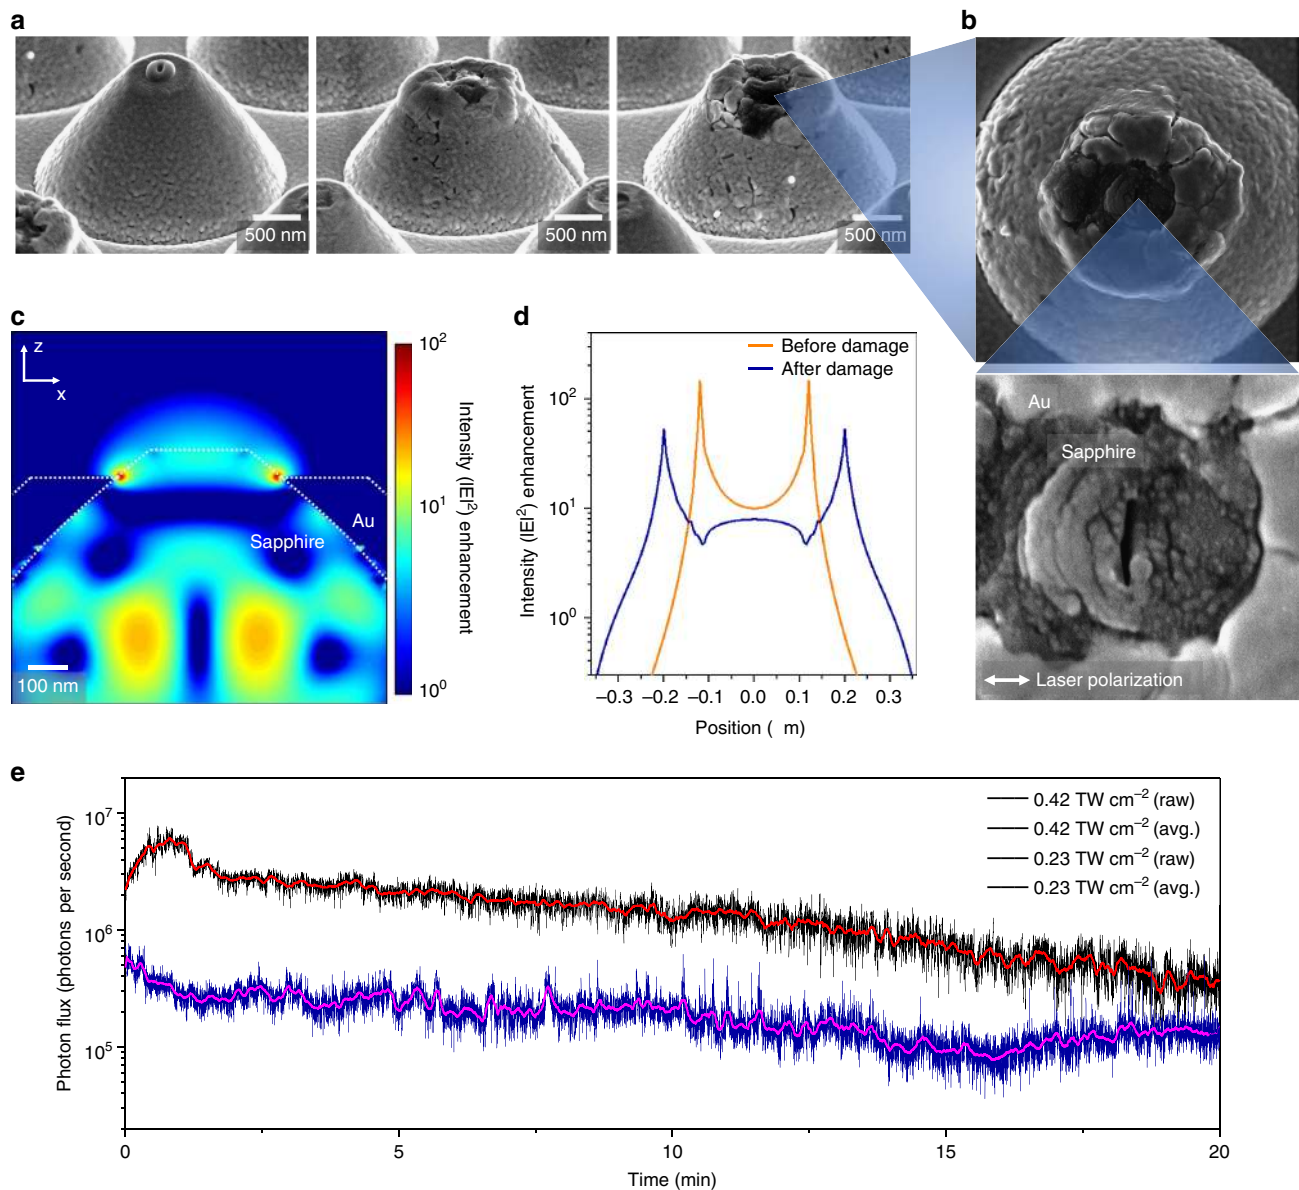 a
500 nm
500 nm
500 nm
b
Au
Sapphire
Laser polarization
c
z
x
Au
Sapphire
100 nm
10²
10¹
10⁰
Intensity (|E|²) enhancement
d
Before damage
After damage
10²
10¹
10⁰
Intensity (|E|²) enhancement
−0.3 −0.2 −0.1 0.0 0.1 0.2 0.3
Position ( m)
e
0.42 TW cm⁻² (raw)
0.42 TW cm⁻² (avg.)
0.23 TW cm⁻² (raw)
0.23 TW cm⁻² (avg.)
10⁷
10⁶
10⁵
Photon flux (photons per second)
0 5 10 15 20
Time (min)